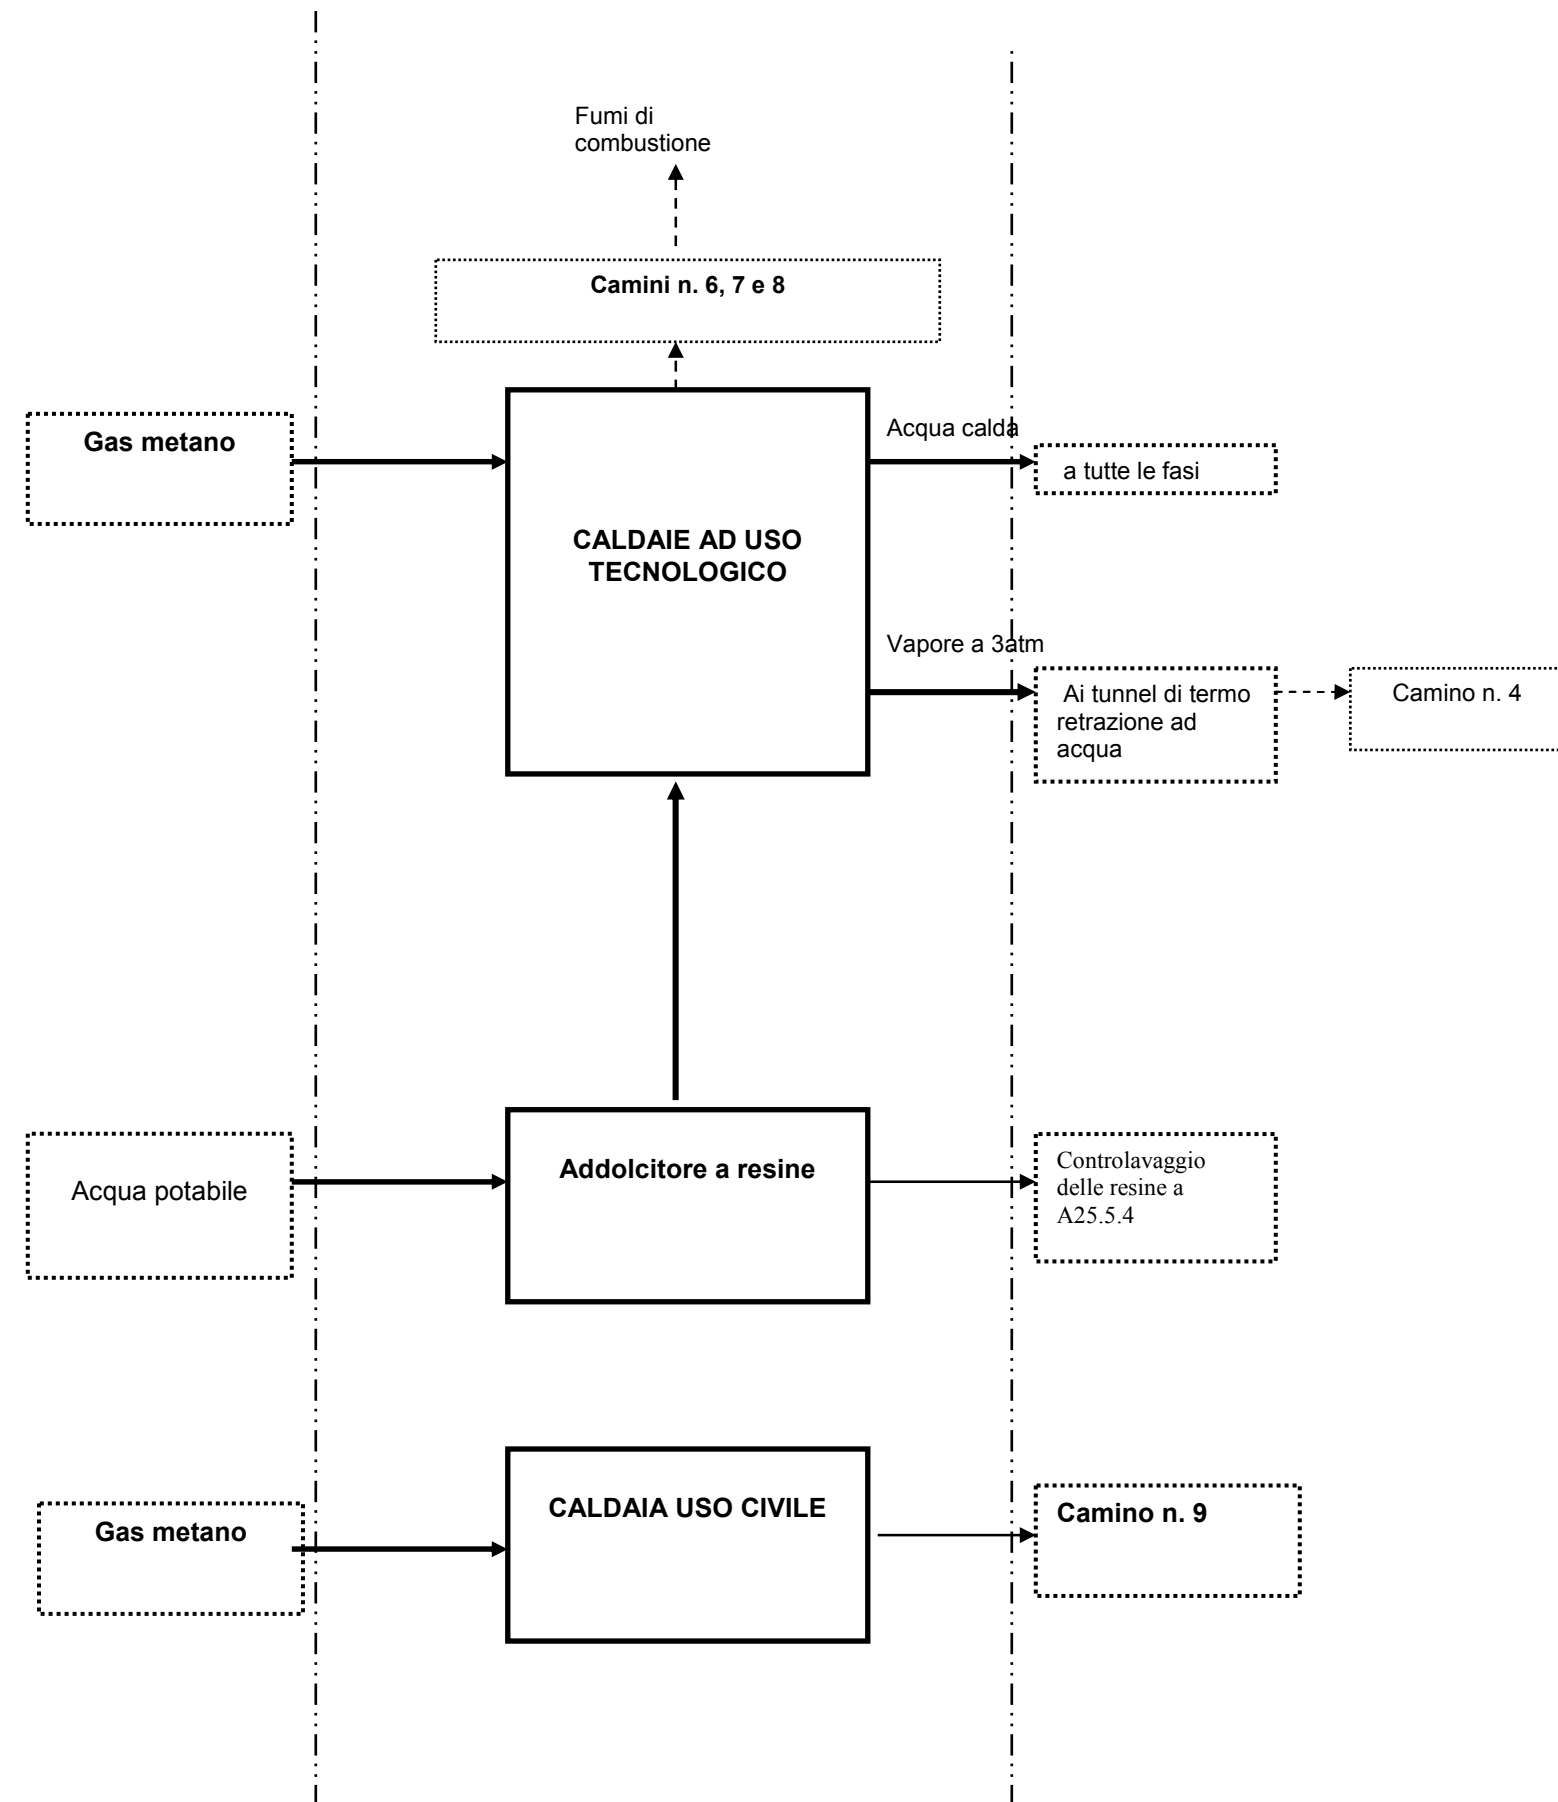 Fumi di
combustione
Camini n. 6, 7 e 8
Gas metano
Acqua calda
a tutte le fasi
CALDAIE AD USO
TECNOLOGICO
Vapore a 3atm
Ai tunnel di termo
retrazione ad
acqua
Camino n. 4
Acqua potabile
Addolcitore a resine
Controlavaggio
delle resine a
A25.5.4
Gas metano
CALDAIA USO CIVILE
Camino n. 9